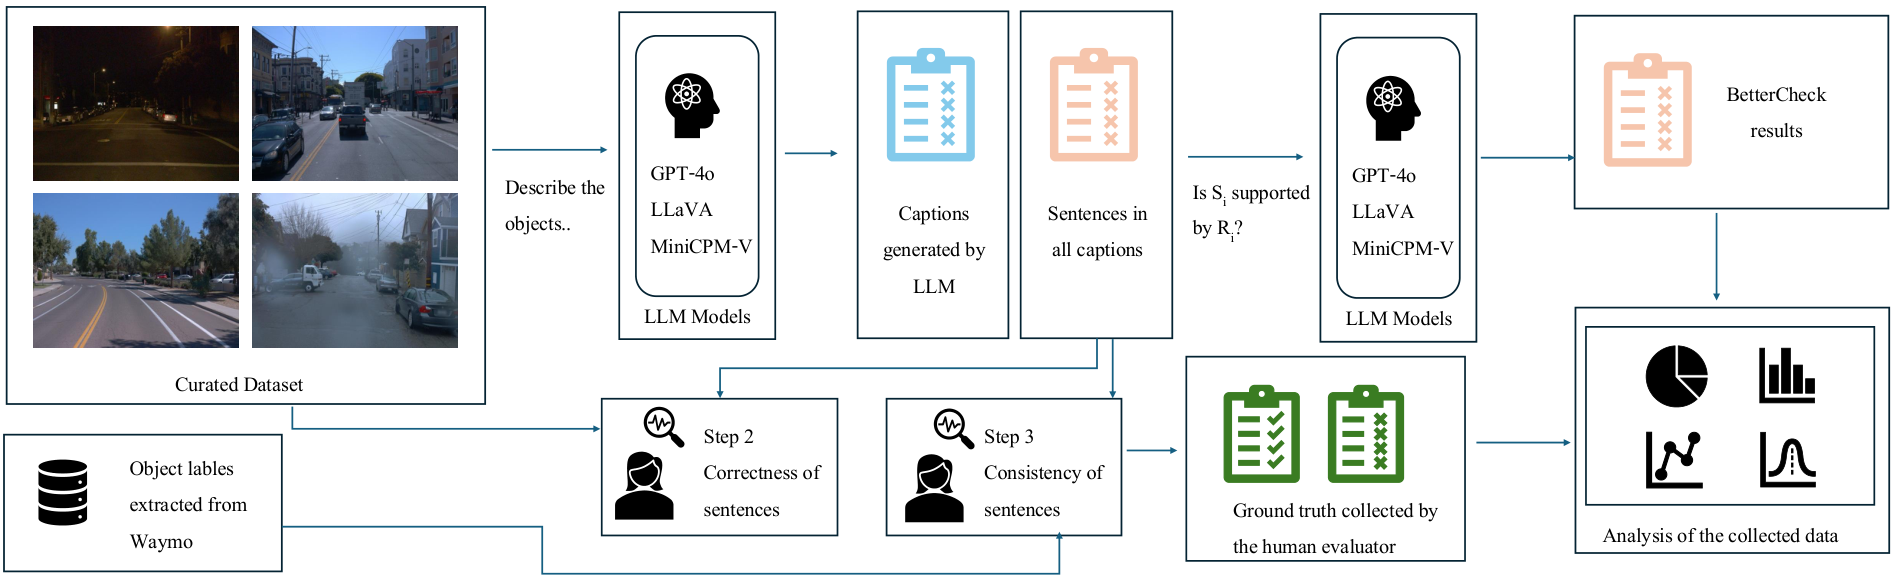 Curated Dataset
Describe the
objects..
GPT-4o
LLaVA
MiniCPM-V
LLM Models
Captions
generated by
LLM
Sentences in
all captions
Is Si supported
by Ri?
GPT-4o
LLaVA
MiniCPM-V
LLM Models
BetterCheck
results
Object lables
extracted from
Waymo
Step 2
Correctness of
sentences
Step 3
Consistency of
sentences
Ground truth collected by
the human evaluator
Analysis of the collected data